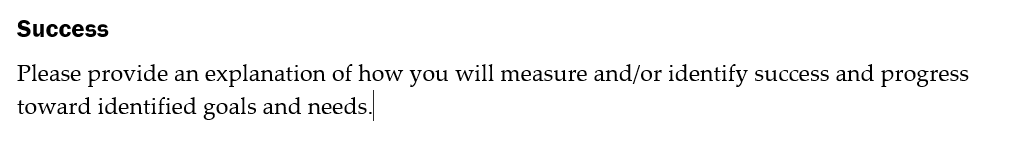 Success
Please provide an explanation of how you will measure and/or identify success and progress
toward identified goals and needs.